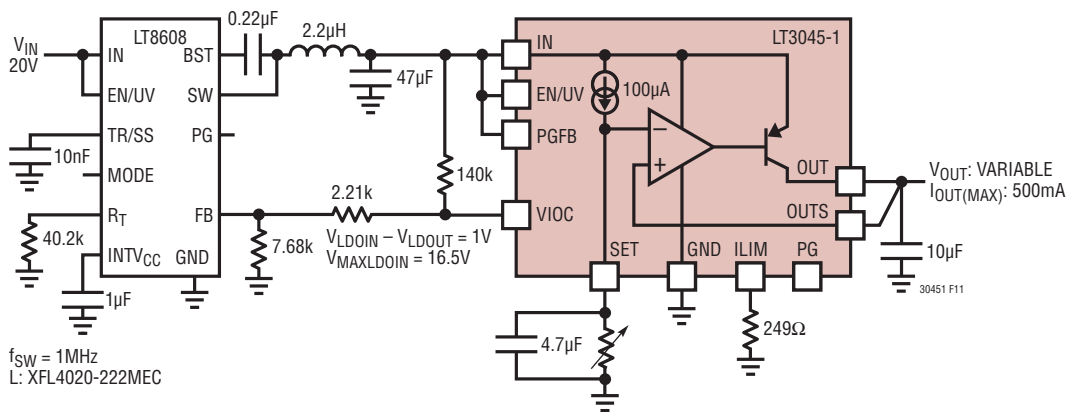 LT8608
V_IN
20V
IN
EN/UV
TR/SS
MODE
R_T
INTV_CC
BST
SW
PG
FB
GND
0.22µF
2.2µH
47µF
10nF
40.2k
1µF
2.21k
7.68k
140k
V_LDOIN – V_LDOUT = 1V
V_MAXLDOIN = 16.5V
f_SW = 1MHz
L: XFL4020-222MEC
LT3045-1
IN
EN/UV
PGFB
VIOC
100µA
–
+
OUT
OUTS
SET
GND
ILIM
PG
4.7µF
249Ω
V_OUT: VARIABLE
I_OUT(MAX): 500mA
10µF
30451 F11